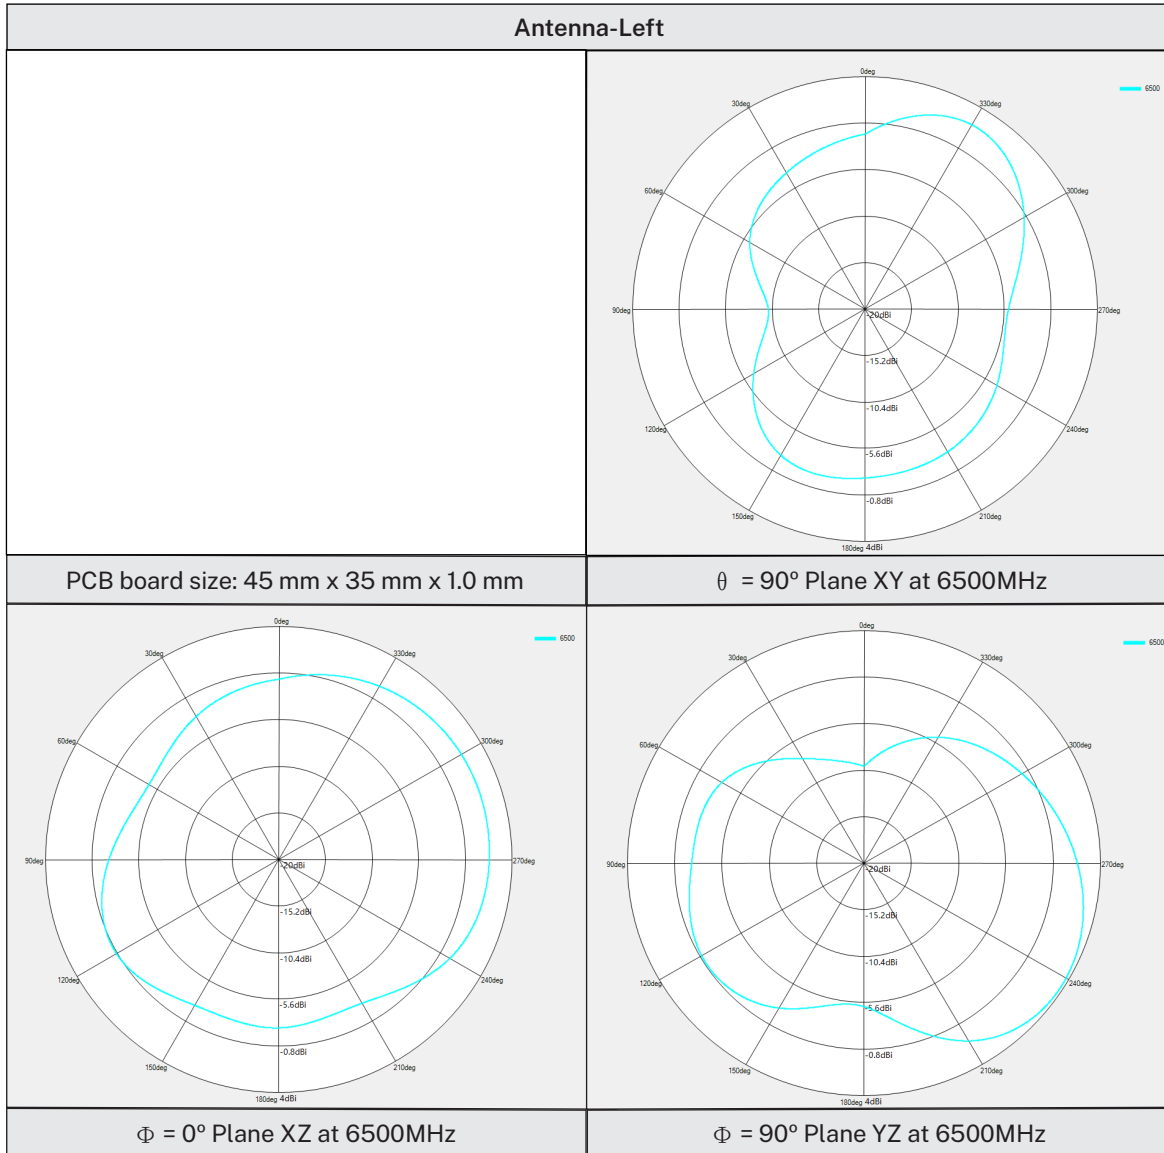 Antenna-Left
0deg
6500
30deg
330deg
60deg
300deg
90deg
-20dBi
270deg
-15.2dBi
-10.4dBi
120deg
240deg
-5.6dBi
-0.8dBi
150deg
210deg
180deg 4dBi
PCB board size: 45 mm x 35 mm x 1.0 mm
θ = 90º Plane XY at 6500MHz
0deg
6500
30deg
330deg
60deg
300deg
90deg
-20dBi
270deg
-15.2dBi
-10.4dBi
120deg
240deg
-5.6dBi
-0.8dBi
150deg
210deg
180deg 4dBi
0deg
6500
30deg
330deg
60deg
300deg
90deg
-20dBi
270deg
-15.2dBi
-10.4dBi
120deg
240deg
-5.6dBi
-0.8dBi
150deg
210deg
180deg 4dBi
Φ = 0º Plane XZ at 6500MHz
Φ = 90º Plane YZ at 6500MHz